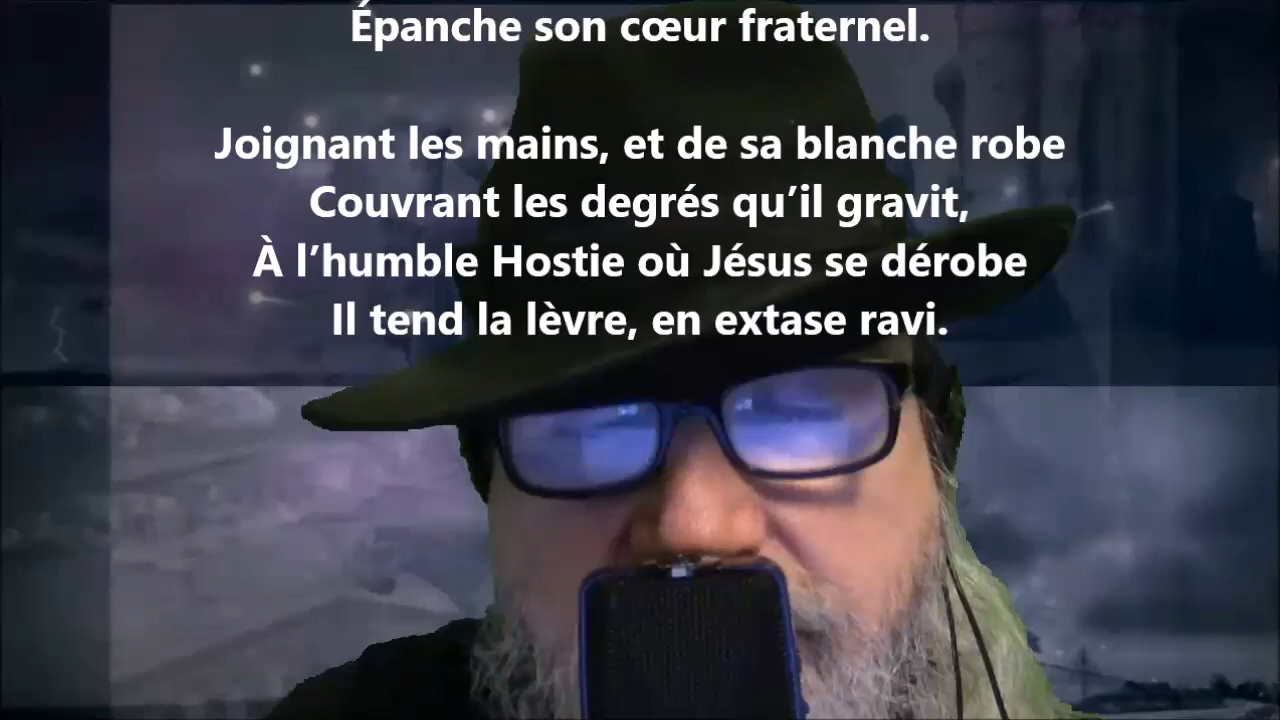 Épanche son cœur fraternel.
Joignant les mains, et de sa blanche robe
Couvrant les degrés qu’il gravit,
À l’humble Hostie où Jésus se dérobe
Il tend la lèvre, en extase ravi.